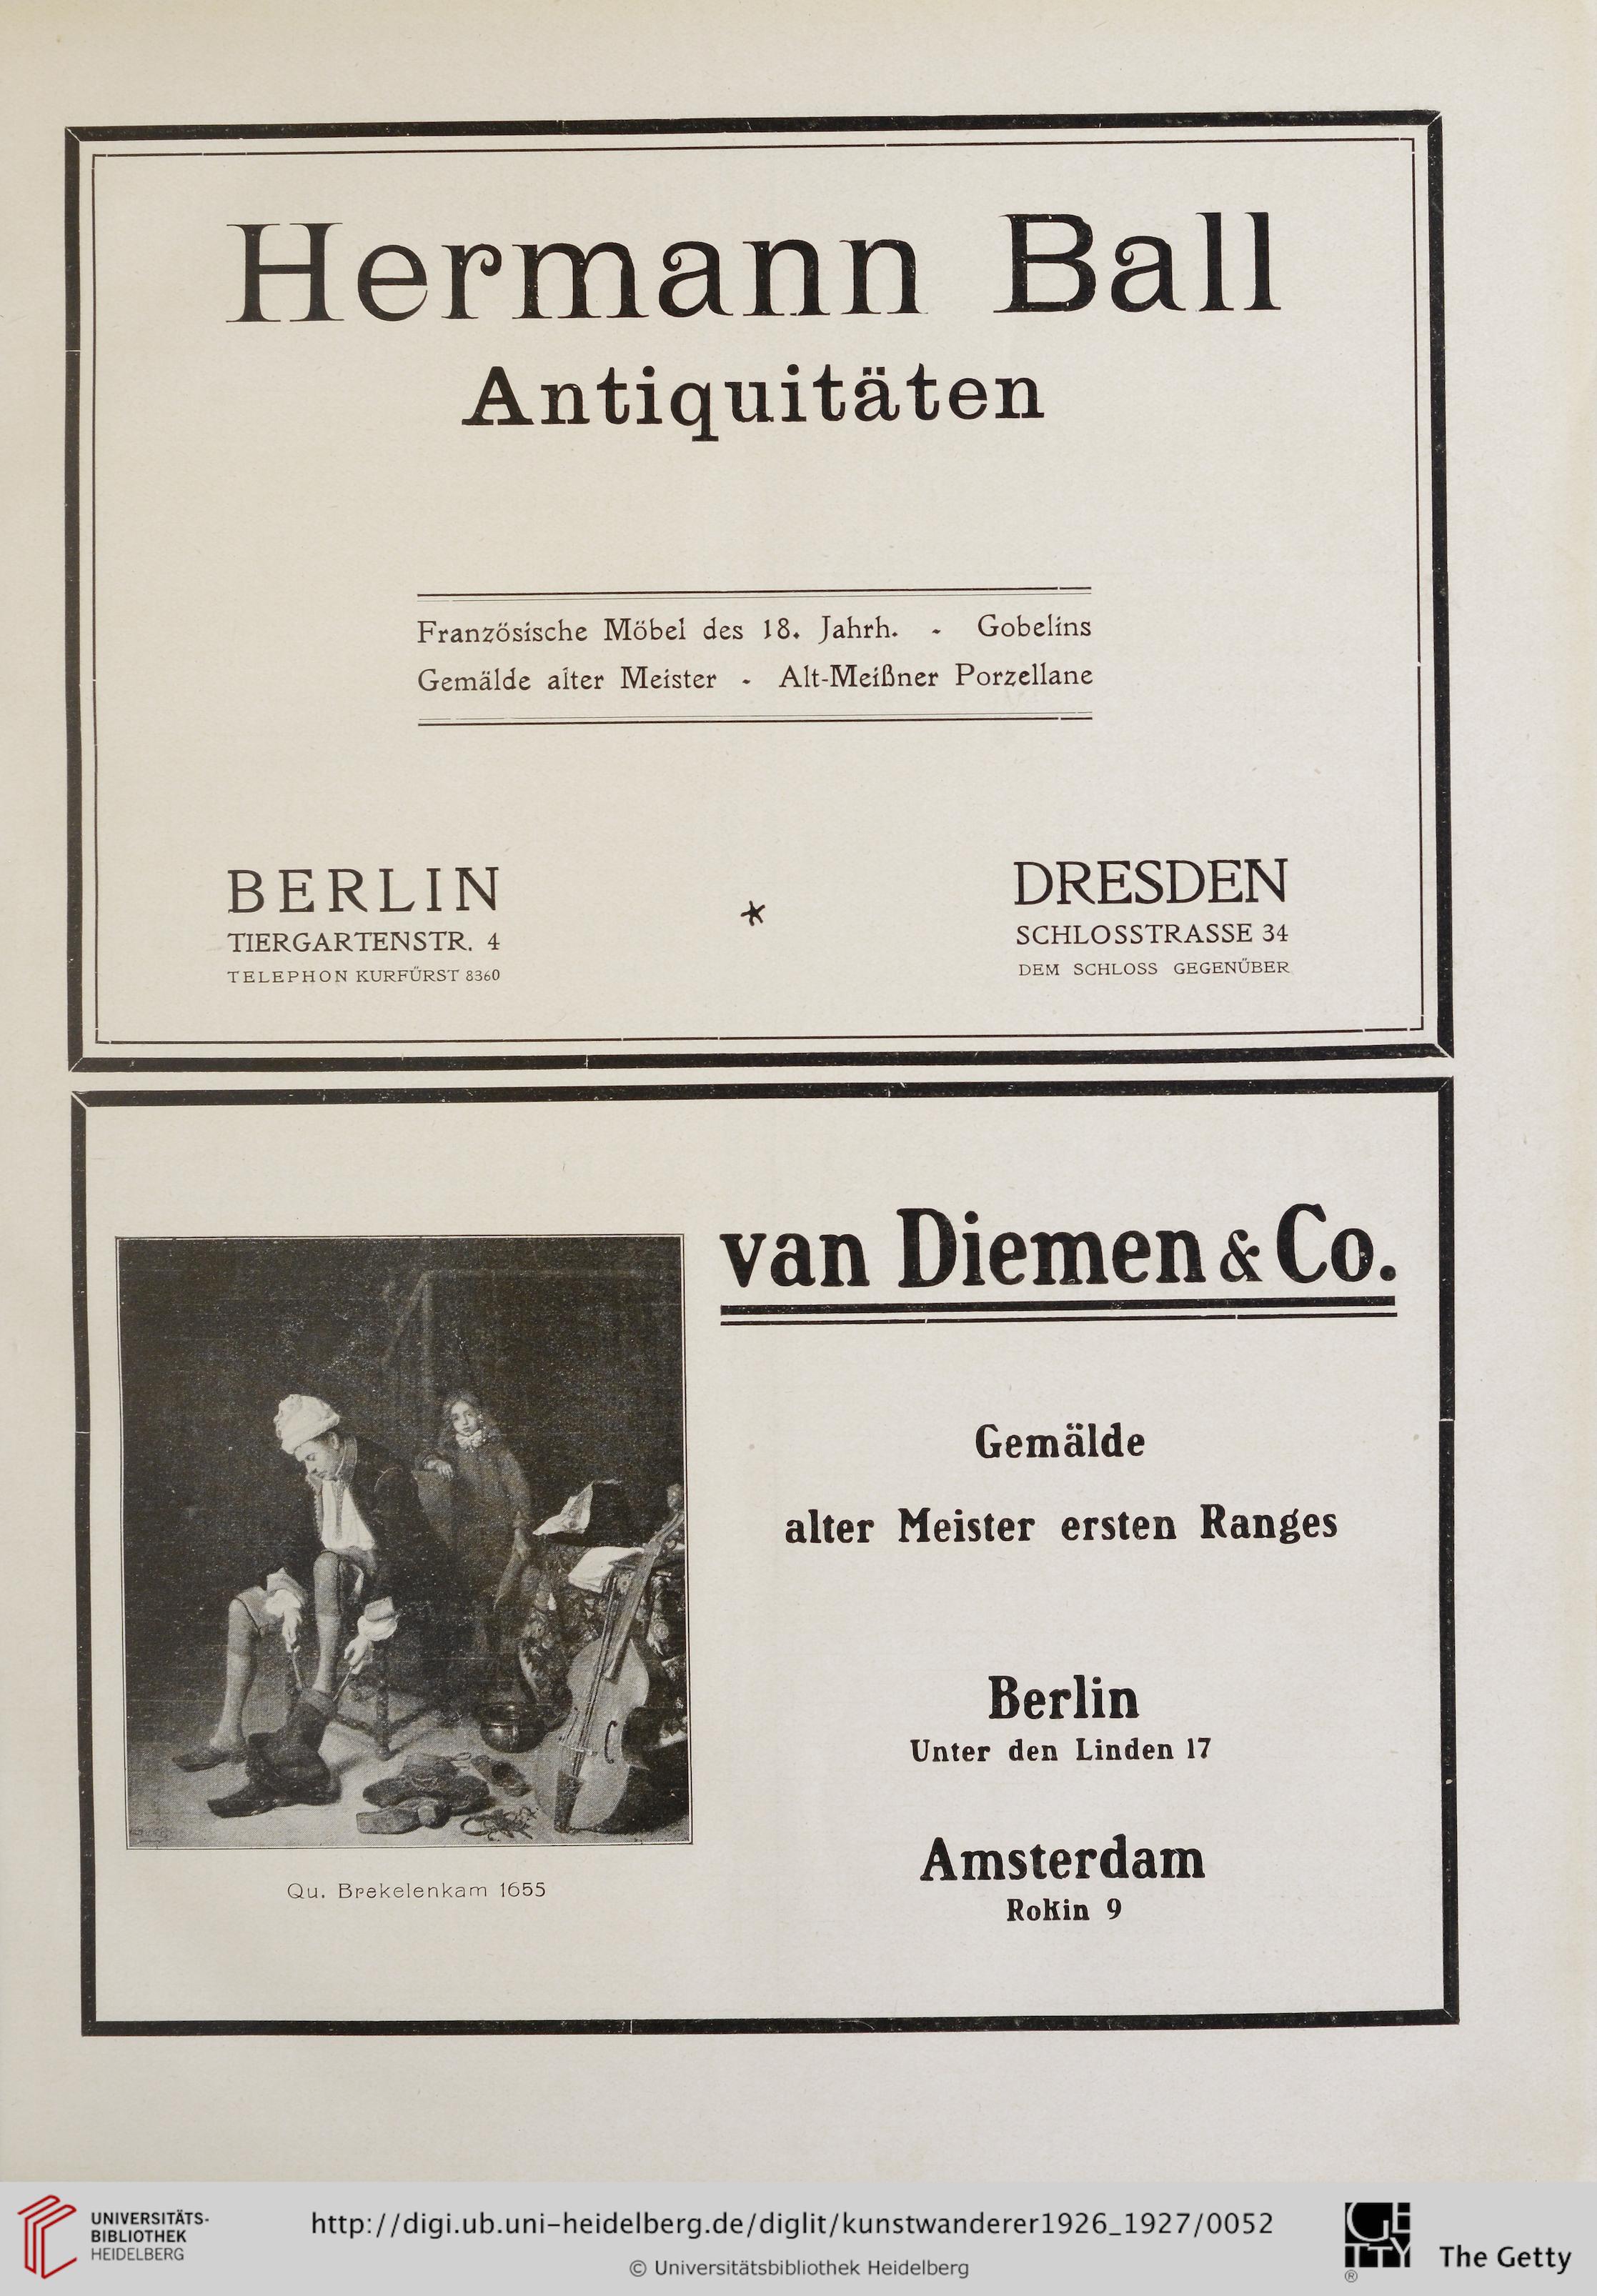 Hermann Ball
Antiquitäten
Französische Möbel des 18. Jahrh. - Gobelins
Gemälde alter Meister - Alt-Meißner Porzellane
BERLIN
TIERGARTENSTR. 4
TELEPHON KURFÜRST 8360
*
DRESDEN
SCHLOSSTRASSE 34
DEM SCHLOSS GEGENÜBER
van Diemen & Co.
Gemälde
alter Meister ersten Ranges
Berlin
Unter den Linden 17
Amsterdam
Rokin 9
Qu. Brekelenkam 1655
UNIVERSITÄTS-
BIBLIOTHEK
HEIDELBERG
http://digi.ub.uni-heidelberg.de/diglit/kunstwanderer1926_1927/0052
© Universitätsbibliothek Heidelberg
GETTY
®
The Getty